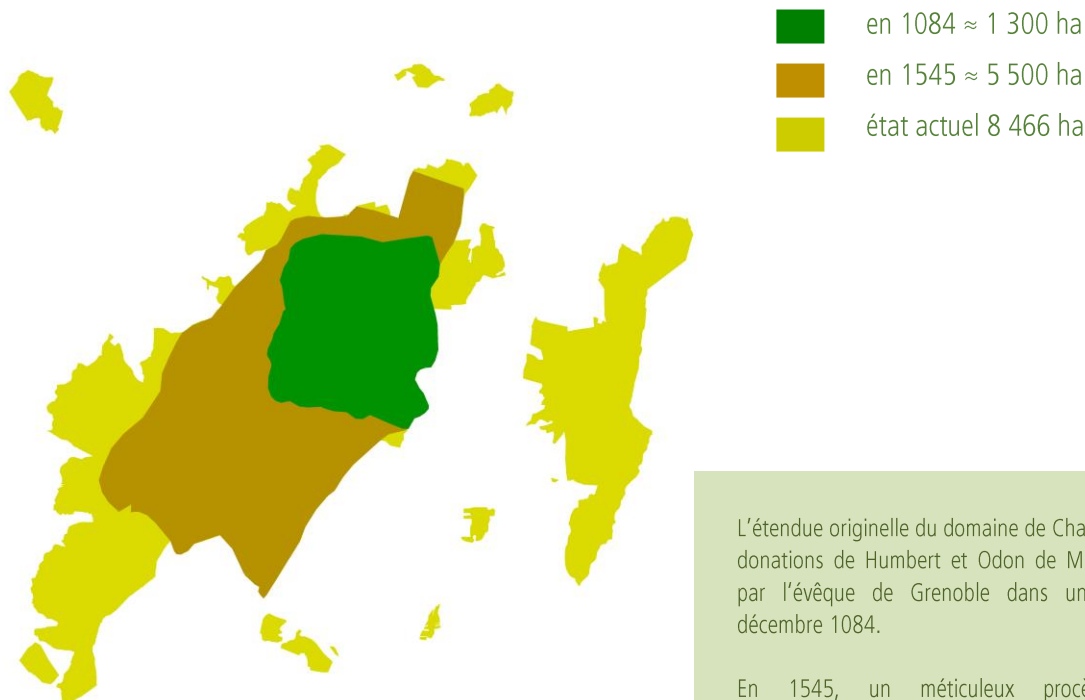 en 1084 ≈ 1 300 ha
en 1545 ≈ 5 500 ha
état actuel 8 466 ha
L’étendue originelle du domaine de
donations de Humbert et Odon de
par l’évêque de Grenoble dans
décembre 1084.
En 1545, un méticuleux